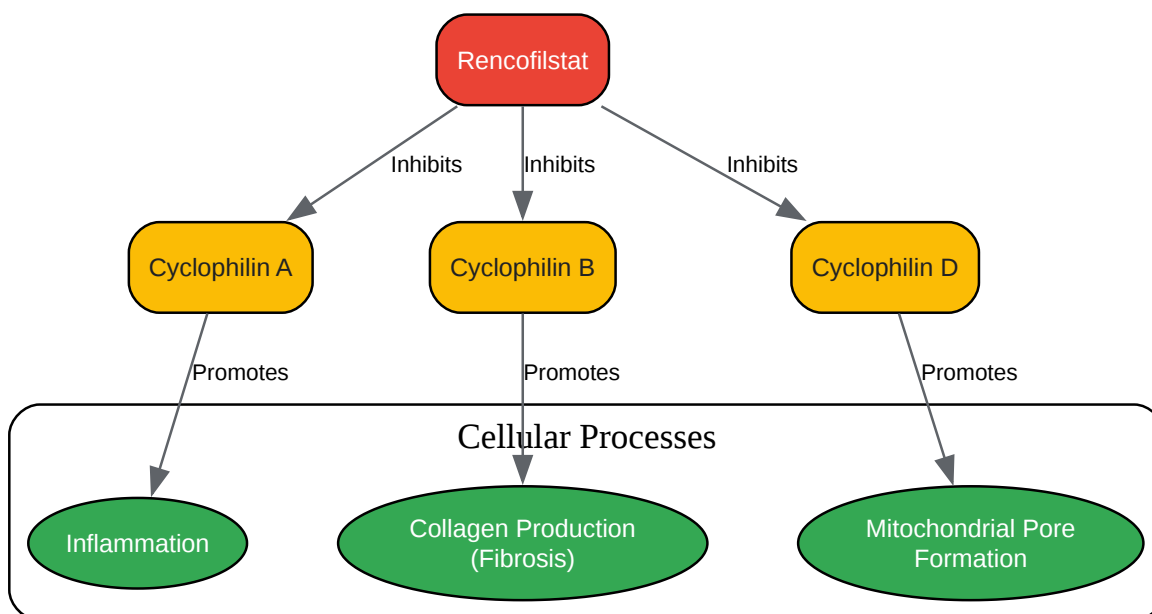 Rencofilstat
Inhibits
Inhibits
Inhibits
Cyclophilin A
Cyclophilin B
Cyclophilin D
Promotes
Promotes
Promotes
Cellular Processes
Inflammation
Collagen Production
(Fibrosis)
Mitochondrial Pore
Formation